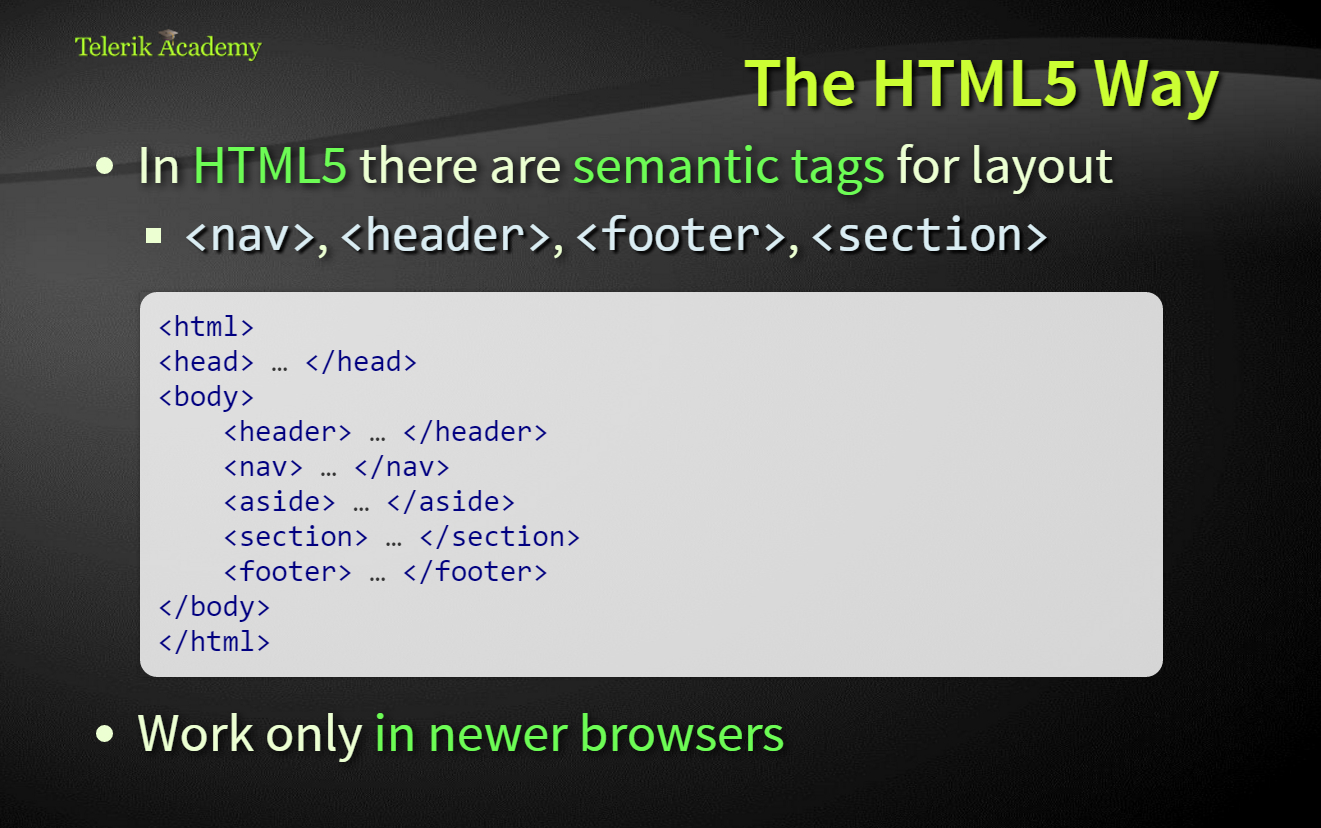 Telerik Academy
The HTML5 Way
• In HTML5 there are semantic tags for layout
▪ <nav>, <header>, <footer>, <section>
<html>
<head> … </head>
<body>
    <header> … </header>
    <nav> … </nav>
    <aside> … </aside>
    <section> … </section>
    <footer> … </footer>
</body>
</html>
• Work only in newer browsers